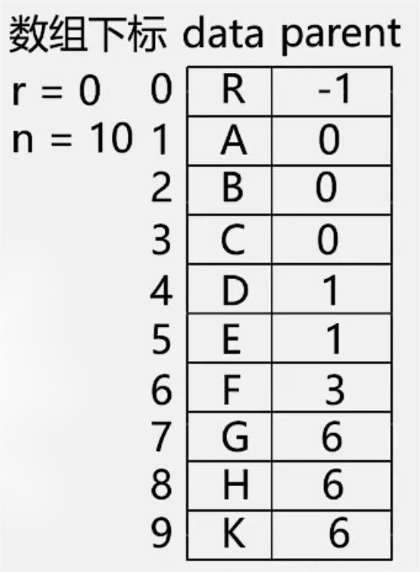 数组下标 data parent
r = 0 0 R -1
n = 10 1 A 0
2 B 0
3 C 0
4 D 1
5 E 1
6 F 3
7 G 6
8 H 6
9 K 6